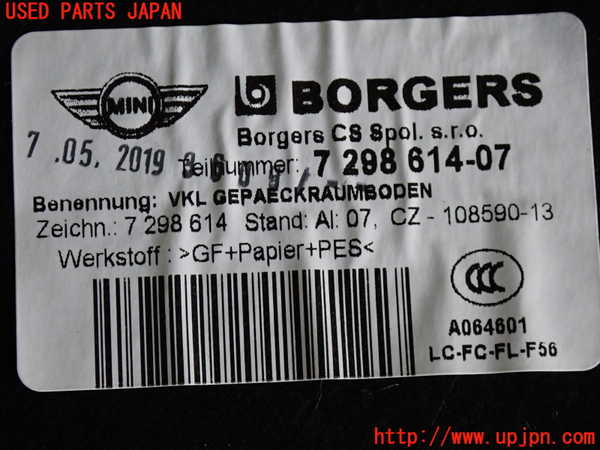 USED PARTS JAPAN
MINI
BORGERS
Borgers CS Spol. s.r.o.
7 .05. 2019
Teilnummer: 7 298 614-07
Benennung: VKL GEPAECKRAUMBODEN
Zeichn.: 7 298 614 Stand: AI: 07, CZ - 108590-13
Werkstoff : >GF+Papier+PES<
CCC
A064601
LC-FC-FL-F56
http://www.upjpn.com/